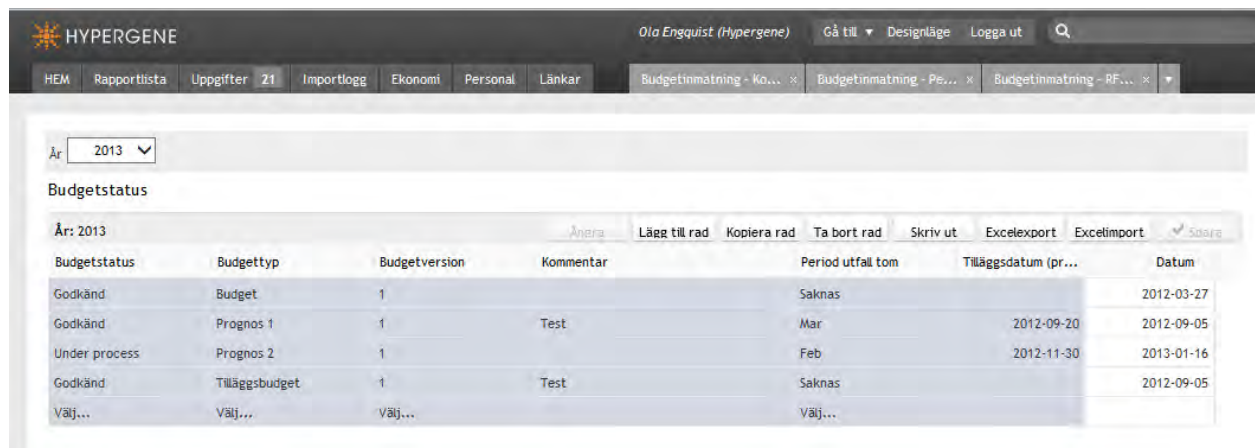 HYPERGENE Ola Engquist (Hypergene) Gå till Designläge Logga ut
HEM Rapportlista Uppgifter 21 Importlogg Ekonomi Personal Länkar Budgetinmatning - Ko... × Budgetinmatning - Pe... × Budgetinmatning - RF... ×
År 2013
Budgetstatus
År: 2013 Ångra Lägg till rad Kopiera rad Ta bort rad Skriv ut Excelexport Excelimport Spara
Budgetstatus Budgettyp Budgetversion Kommentar Period utfall tom Tilläggsdatum (pr... Datum
Godkänd Budget 1 Saknas 2012-03-27
Godkänd Prognos 1 1 Test Mar 2012-09-20 2012-09-05
Under process Prognos 2 1 Feb 2012-11-30 2013-01-16
Godkänd Tilläggsbudget 1 Test Saknas 2012-09-05
Välj... Välj... Välj... Välj...